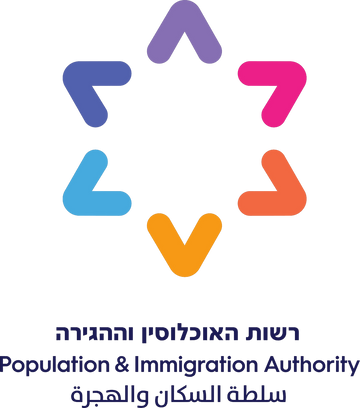 רשות האוכלוסין וההגירה
Population & Immigration Authority
سلطة السكان والهجرة